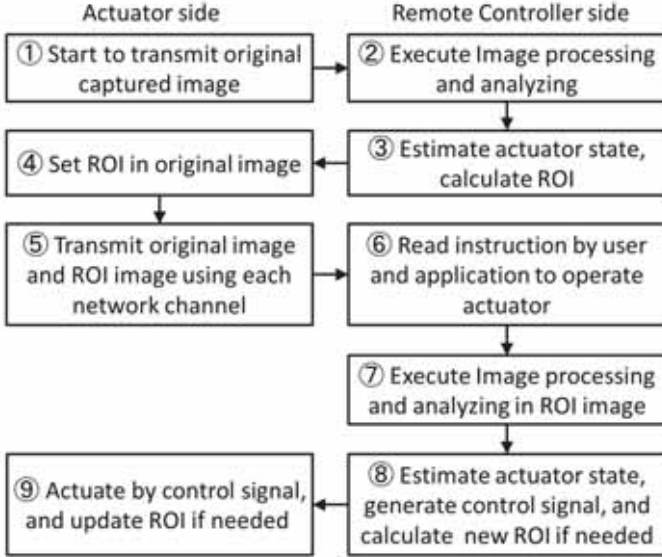 Actuator side
Remote Controller side
① Start to transmit original
captured image
② Execute Image processing
and analyzing
③ Estimate actuator state,
calculate ROI
④ Set ROI in original image
⑤ Transmit original image
and ROI image using each
network channel
⑥ Read instruction by user
and application to operate
actuator
⑦ Execute Image processing
and analyzing in ROI image
⑧ Estimate actuator state,
generate control signal, and
calculate new ROI if needed
⑨ Actuate by control signal,
and update ROI if needed